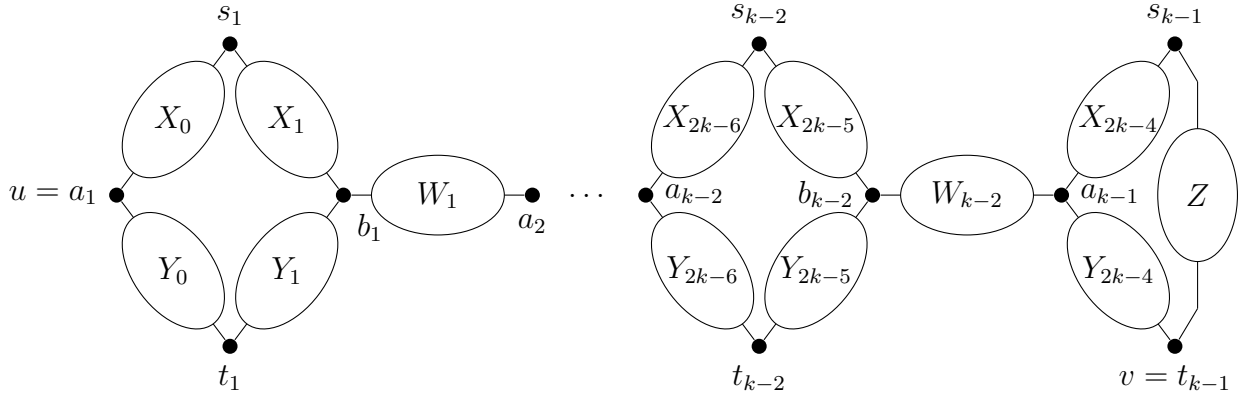 s_1 s_{k−2} s_{k−1}
X_0 X_1 X_{2k−6} X_{2k−5} X_{2k−4}
u = a_1 b_1 W_1 a_2 ⋯ a_{k−2} b_{k−2} W_{k−2} a_{k−1} Z
Y_0 Y_1 Y_{2k−6} Y_{2k−5} Y_{2k−4}
t_1 t_{k−2} v = t_{k−1}